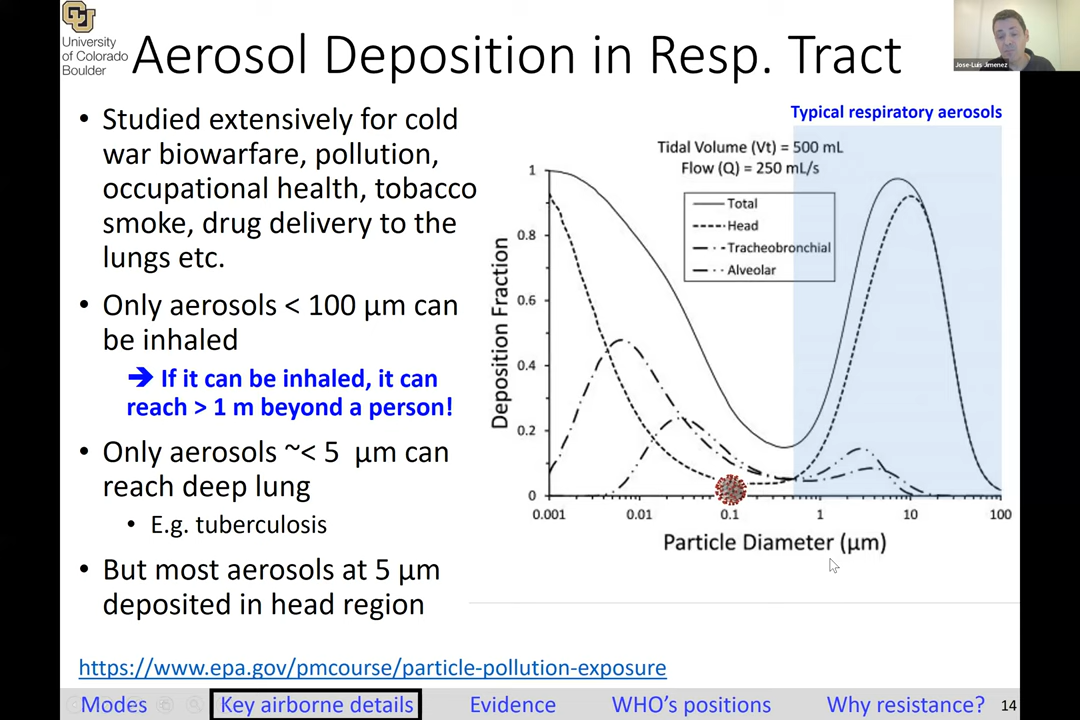 University
of Colorado
Boulder
Aerosol Deposition in Resp. Tract
Jose-Luis Jimenez
• Studied extensively for cold
war biowarfare, pollution,
occupational health, tobacco
smoke, drug delivery to the
lungs etc.
• Only aerosols < 100 µm can
be inhaled
➔ If it can be inhaled, it can
reach > 1 m beyond a person!
• Only aerosols ~< 5 µm can
reach deep lung
• E.g. tuberculosis
• But most aerosols at 5 µm
deposited in head region
Typical respiratory aerosols
Tidal Volume (Vt) = 500 mL
Flow (Q) = 250 mL/s
Total
Head
Tracheobronchial
Alveolar
Deposition Fraction
1
0.8
0.6
0.4
0.2
0
0.001 0.01 0.1 1 10 100
Particle Diameter (µm)
https://www.epa.gov/pmcourse/particle-pollution-exposure
Modes Key airborne details Evidence WHO's positions Why resistance? 14